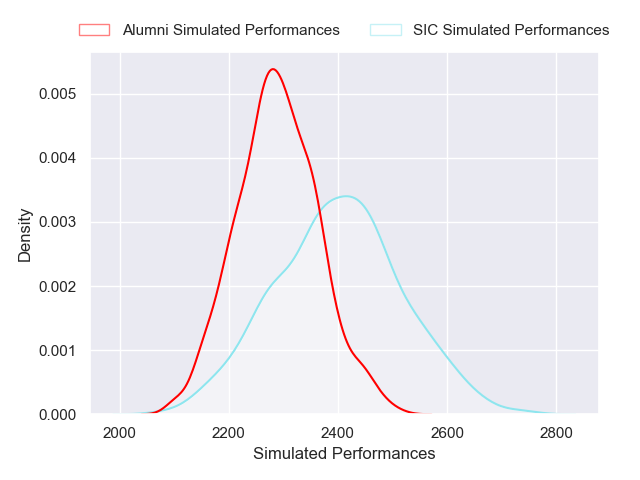 Alumni Simulated Performances SIC Simulated Performances
0.005
0.004
0.003
0.002
0.001
0.000
Density
2000 2200 2400 2600 2800
Simulated Performances